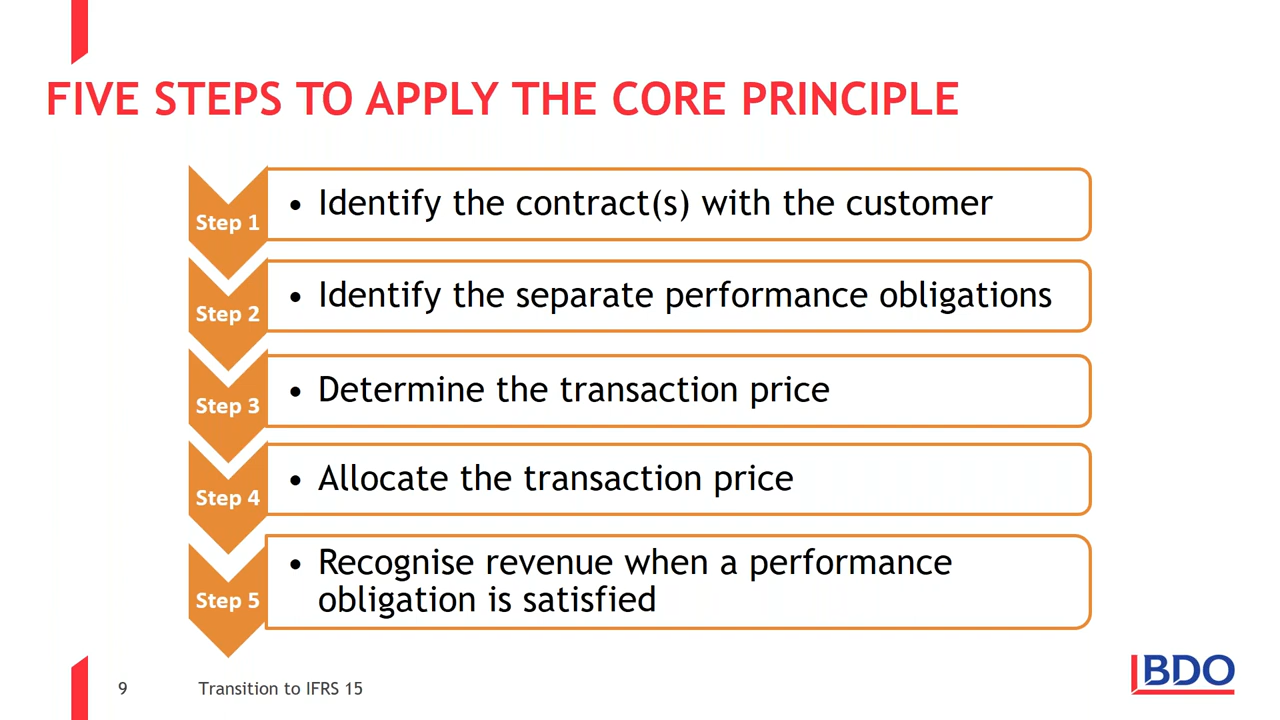 FIVE STEPS TO APPLY THE CORE PRINCIPLE
Step 1
• Identify the contract(s) with the customer
Step 2
• Identify the separate performance obligations
Step 3
• Determine the transaction price
Step 4
• Allocate the transaction price
Step 5
• Recognise revenue when a performance
obligation is satisfied
9
Transition to IFRS 15
BDO